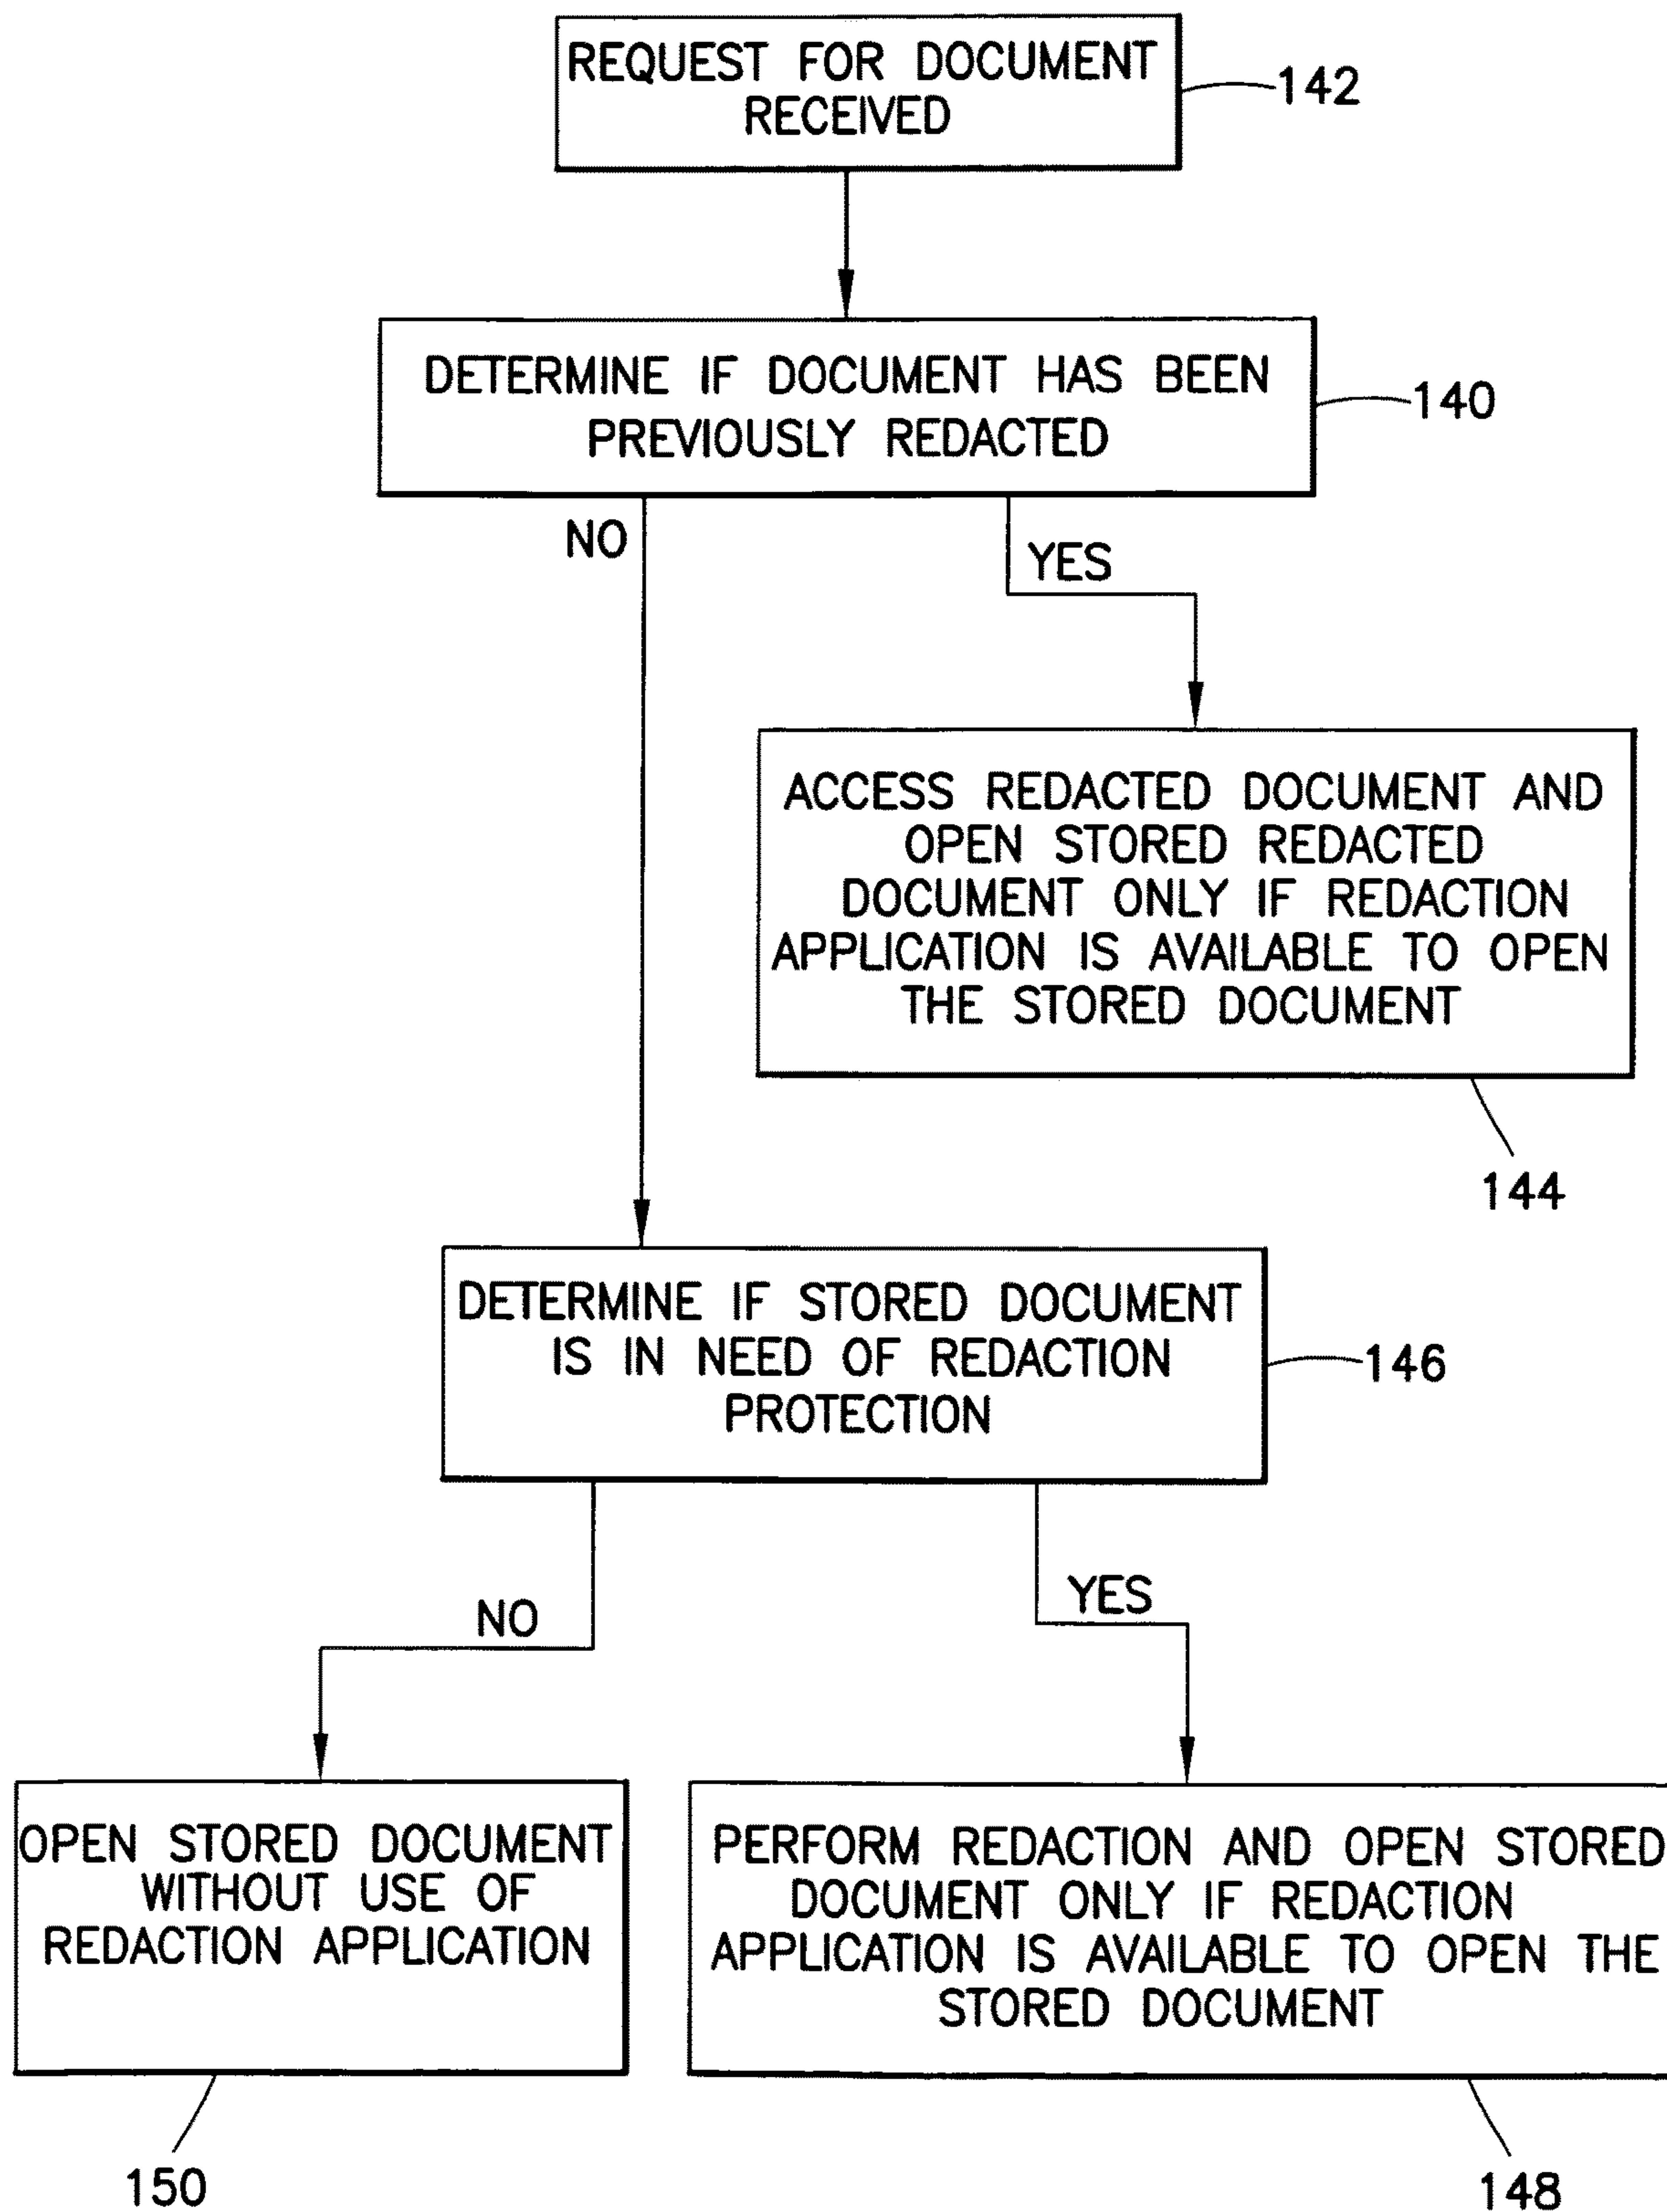 REQUEST FOR DOCUMENT
RECEIVED
142
DETERMINE IF DOCUMENT HAS BEEN
PREVIOUSLY REDACTED
140
NO
YES
ACCESS REDACTED DOCUMENT AND
OPEN STORED REDACTED
DOCUMENT ONLY IF REDACTION
APPLICATION IS AVAILABLE TO OPEN
THE STORED DOCUMENT
144
DETERMINE IF STORED DOCUMENT
IS IN NEED OF REDACTION
PROTECTION
146
NO
YES
OPEN STORED DOCUMENT
WITHOUT USE OF
REDACTION APPLICATION
150
PERFORM REDACTION AND OPEN STORED
DOCUMENT ONLY IF REDACTION
APPLICATION IS AVAILABLE TO OPEN THE
STORED DOCUMENT
148